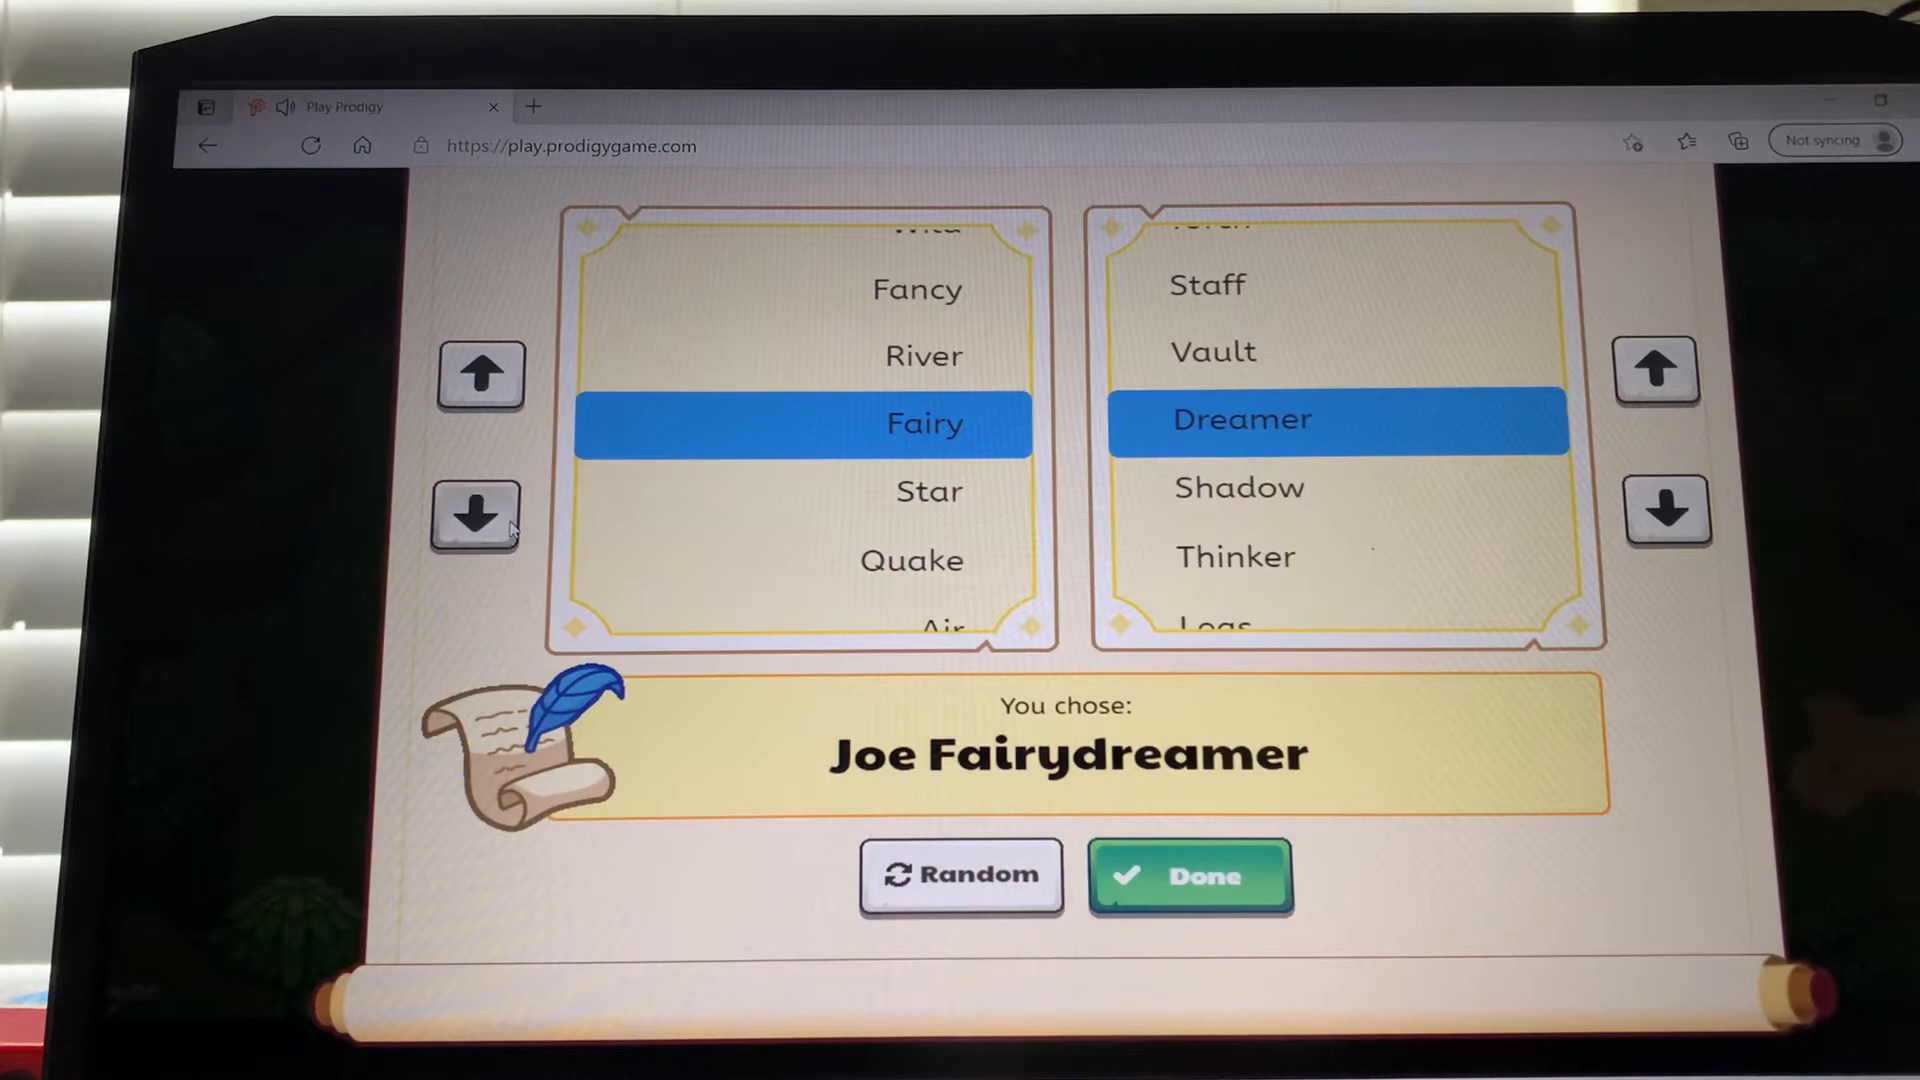 Play Prodigy
https://play.prodigygame.com
Not syncing
Fancy
River
Fairy
Star
Quake
Air
Staff
Vault
Dreamer
Shadow
Thinker
You chose:
Joe Fairydreamer
Random
Done